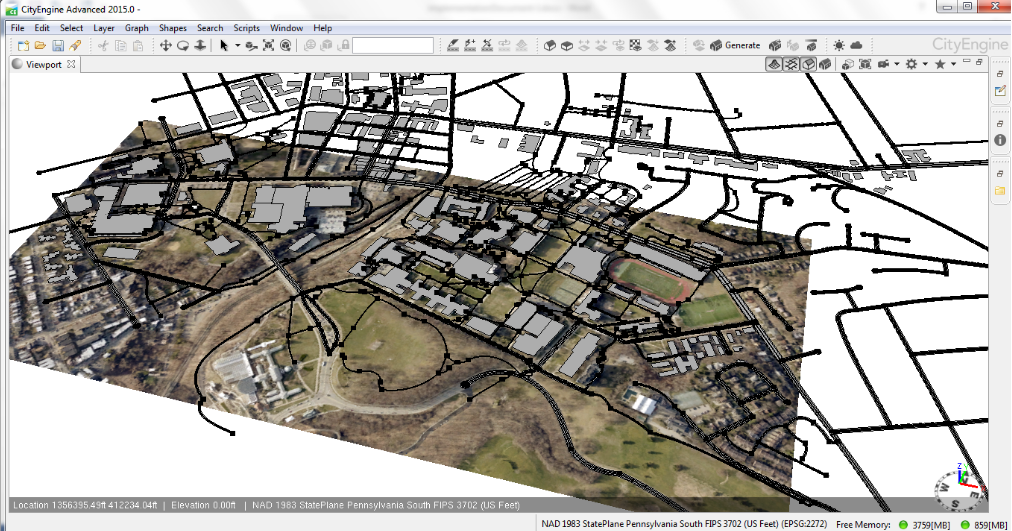 CityEngine Advanced 2015.0 -
File Edit Select Layer Graph Shapes Search Scripts Window Help
Generate
CityEngine
Viewport
Z
N
E
S
W
Location 1356395.49ft 412234.04ft | Elevation 0.00ft | NAD 1983 StatePlane Pennsylvania South FIPS 3702 (US Feet)
NAD 1983 StatePlane Pennsylvania South FIPS 3702 (US Feet) (EPSG:2272) Free Memory: 3759[MB] 859[MB]